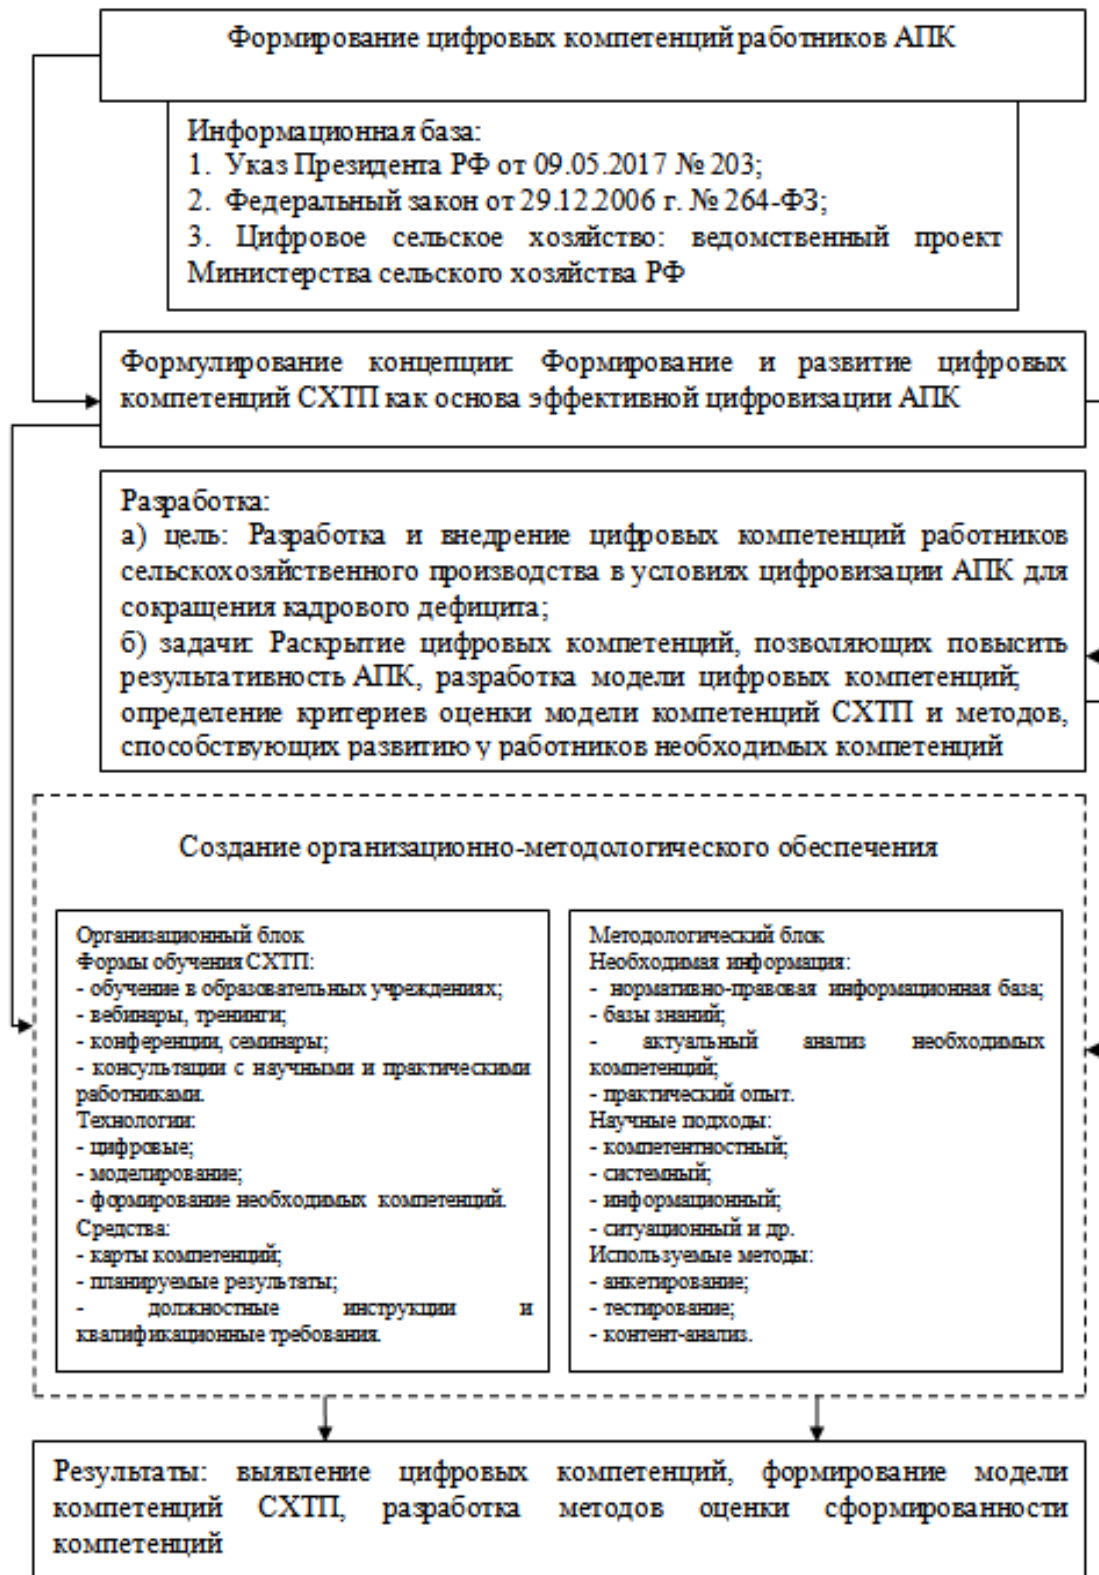 Формирование цифровых компетенций работников АПК
Информационная база:
1. Указ Президента РФ от 09.05.2017 № 203;
2. Федеральный закон от 29.12.2006 г. № 264-ФЗ;
3. Цифровое сельское хозяйство: ведомственный проект
Министерства сельского хозяйства РФ
Формулирование концепции: Формирование и развитие цифровых
компетенций СХТП как основа эффективной цифровизации АПК
Разработка:
а) цель: Разработка и внедрение цифровых компетенций работников
сельскохозяйственного производства в условиях цифровизации АПК для
сокращения кадрового дефицита;
б) задачи: Раскрытие цифровых компетенций, позволяющих повысить
результативность АПК, разработка модели цифровых компетенций;
определение критериев оценки модели компетенций СХТП и методов,
способствующих развитию у работников необходимых компетенций
Создание организационно-методологического обеспечения
Организационный блок
Формы обучения СХТП:
- обучение в образовательных учреждениях;
- вебинары, тренинги;
- конференции, семинары;
- консультации с научными и практическими
работниками.
Технологии:
- цифровые;
- моделирование;
- формирование необходимых компетенций.
Средства:
- карты компетенций;
- планируемые результаты;
- должностные инструкции и
квалификационные требования.
Методологический блок
Необходимая информация:
- нормативно-правовая информационная база;
- базы знаний;
- актуальный анализ необходимых
компетенций;
- практический опыт.
Научные подходы:
- компетентностный;
- системный;
- информационный;
- ситуационный и др.
Используемые методы:
- анкетирование;
- тестирование;
- контент-анализ.
Результаты: выявление цифровых компетенций, формирование модели
компетенций СХТП, разработка методов оценки сформированности
компетенций